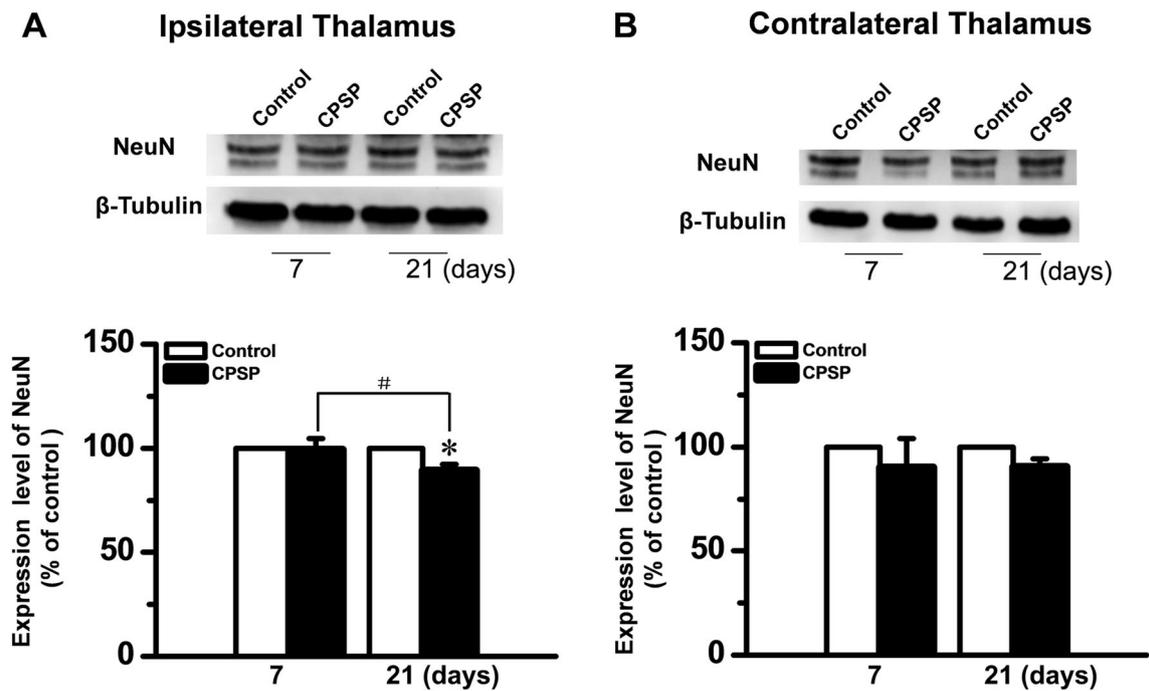 A Ipsilateral Thalamus
Control CPSP Control CPSP
NeuN
β-Tubulin
7 21 (days)
150
100
50
0
Expression level of NeuN
(% of control )
Control
CPSP
#
*
7 21 (days)
B Contralateral Thalamus
Control CPSP Control CPSP
NeuN
β-Tubulin
7 21 (days)
150
100
50
0
Expression level of NeuN
(% of control )
Control
CPSP
7 21 (days)